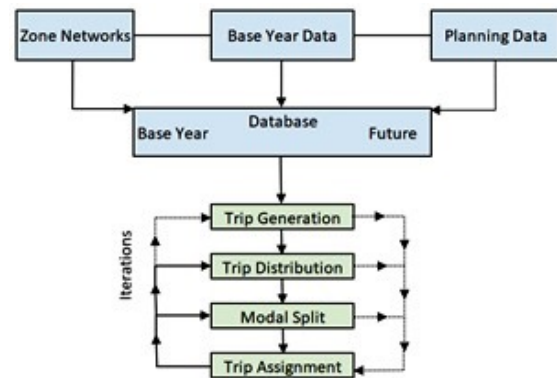 Zone Networks
Base Year Data
Planning Data
Database
Base Year
Future
Trip Generation
Trip Distribution
Modal Split
Trip Assignment
Iterations